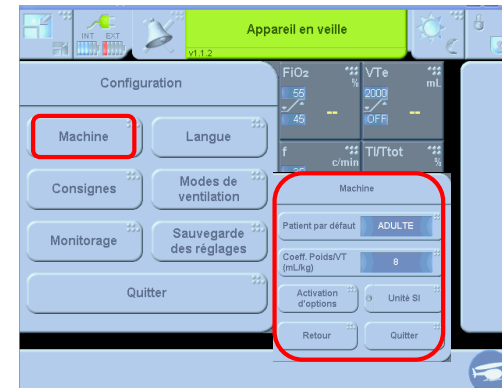 INT EXT
Appareil en veille
v1.1.2
Configuration
Machine
Langue
Consignes
Modes de
ventilation
Monitorage
Sauvegarde
des réglages
Quitter
FiO2 %
55
45 --
VTe mL
2000
OFF --
f c/min
TI/Ttot %
Machine
Patient par défaut ADULTE
Coeff. Poids/VT
(mL/kg) 8
Activation
d'options
Unité SI
Retour
Quitter